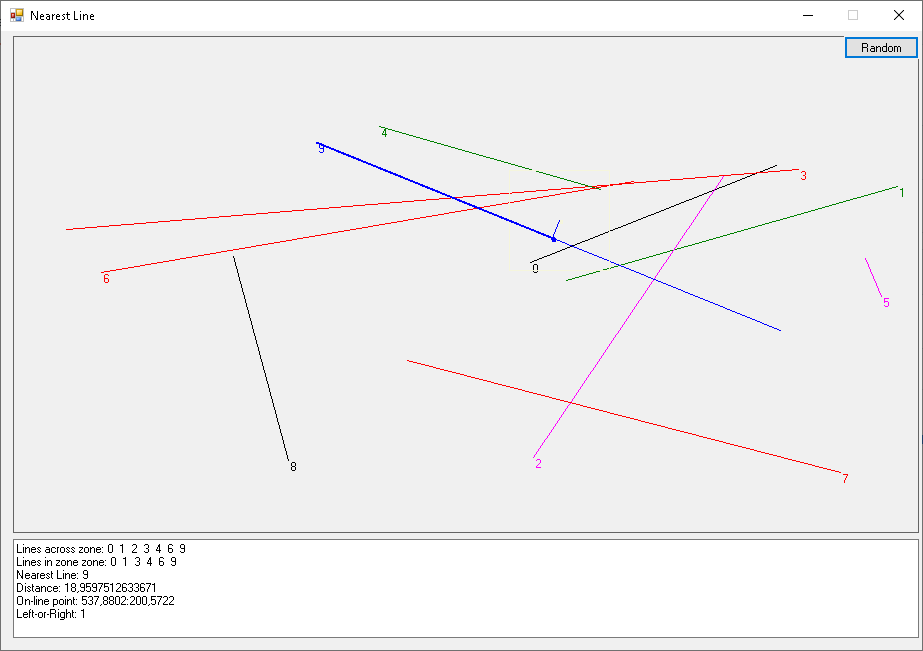 Nearest Line
Random
4
9
3
1
0
6
5
2
8
7
Lines across zone: 0 1 2 3 4 6 9
Lines in zone zone: 0 1 3 4 6 9
Nearest Line: 9
Distance: 18,9597512633671
On-line point: 537,8802:200,5722
Left-or-Right: 1